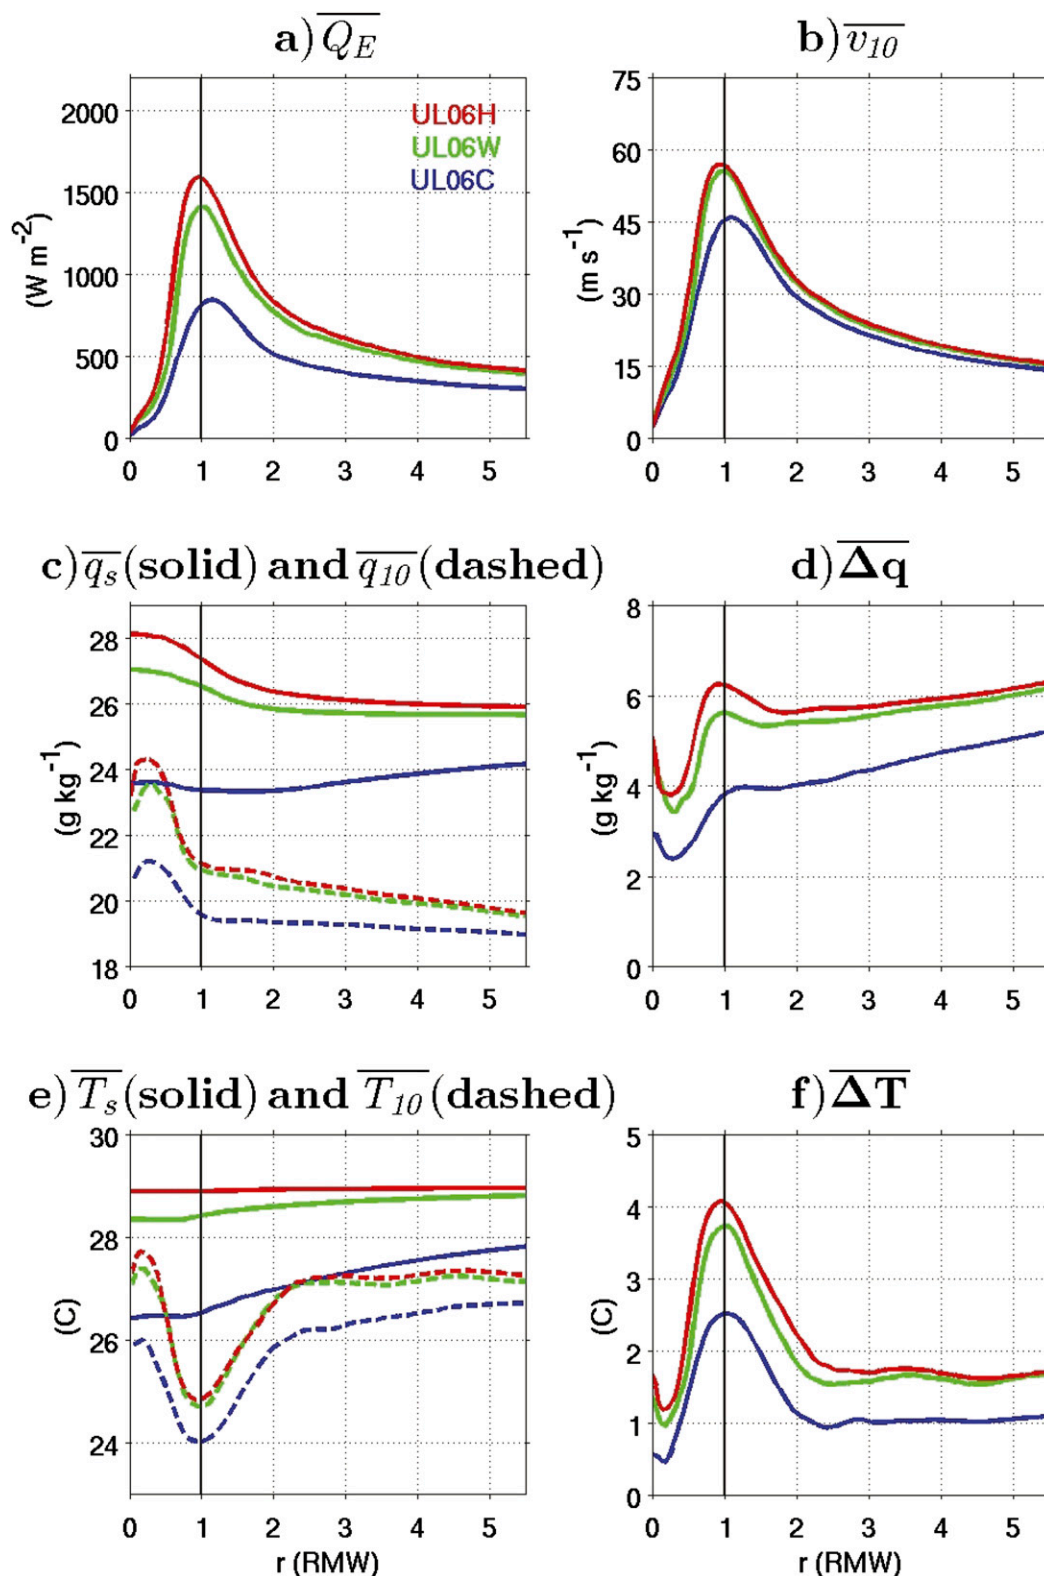 a) Q_E
b) v_10
2000
1500
1000
500
0
(W m^-2)
UL06H
UL06W
UL06C
0 1 2 3 4 5
75
60
45
30
15
0
(m s^-1)
0 1 2 3 4 5
c) q_s(solid) and q_10(dashed)
d) Δq
28
26
24
22
20
18
(g kg^-1)
0 1 2 3 4 5
8
6
4
2
0
(g kg^-1)
0 1 2 3 4 5
e) T_s(solid) and T_10(dashed)
f) ΔT
30
28
26
24
(C)
0 1 2 3 4 5
r (RMW)
5
4
3
2
1
0
(C)
0 1 2 3 4 5
r (RMW)